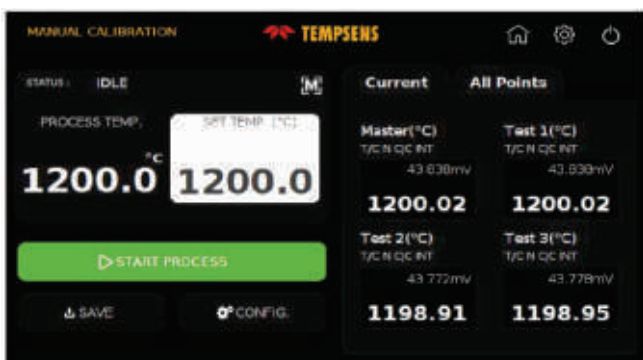 MANUAL CALIBRATION
TEMPSENS
STATUS: IDLE
[M]
PROCESS TEMP.
SET TEMP. (°C)
°C
1200.0
1200.0
START PROCESS
SAVE
CONFIG.
Current
All Points
Master(°C)
T/C N CJC INT
43.838mV
1200.02
Test 1(°C)
T/C N CJC INT
43.838mV
1200.02
Test 2(°C)
T/C N CJC INT
43.772mV
1198.91
Test 3(°C)
T/C N CJC INT
43.778mV
1198.95